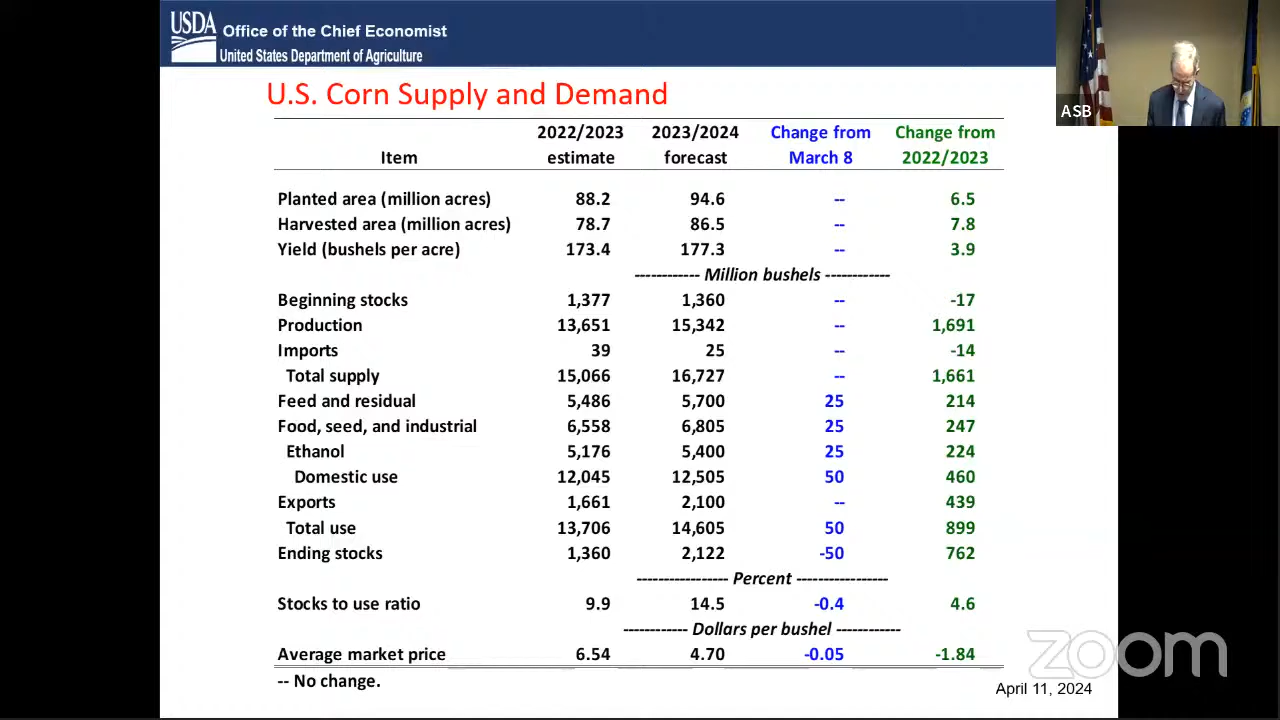 USDA
Office of the Chief Economist
United States Department of Agriculture
ASB
U.S. Corn Supply and Demand
Item 2022/2023 estimate 2023/2024 forecast Change from March 8 Change from 2022/2023
Planted area (million acres) 88.2 94.6 -- 6.5
Harvested area (million acres) 78.7 86.5 -- 7.8
Yield (bushels per acre) 173.4 177.3 -- 3.9
------------ Million bushels ------------
Beginning stocks 1,377 1,360 -- -17
Production 13,651 15,342 -- 1,691
Imports 39 25 -- -14
Total supply 15,066 16,727 -- 1,661
Feed and residual 5,486 5,700 25 214
Food, seed, and industrial 6,558 6,805 25 247
Ethanol 5,176 5,400 25 224
Domestic use 12,045 12,505 50 460
Exports 1,661 2,100 -- 439
Total use 13,706 14,605 50 899
Ending stocks 1,360 2,122 -50 762
----------------- Percent -----------------
Stocks to use ratio 9.9 14.5 -0.4 4.6
------------ Dollars per bushel ------------
Average market price 6.54 4.70 -0.05 -1.84
-- No change.
zoom
April 11, 2024